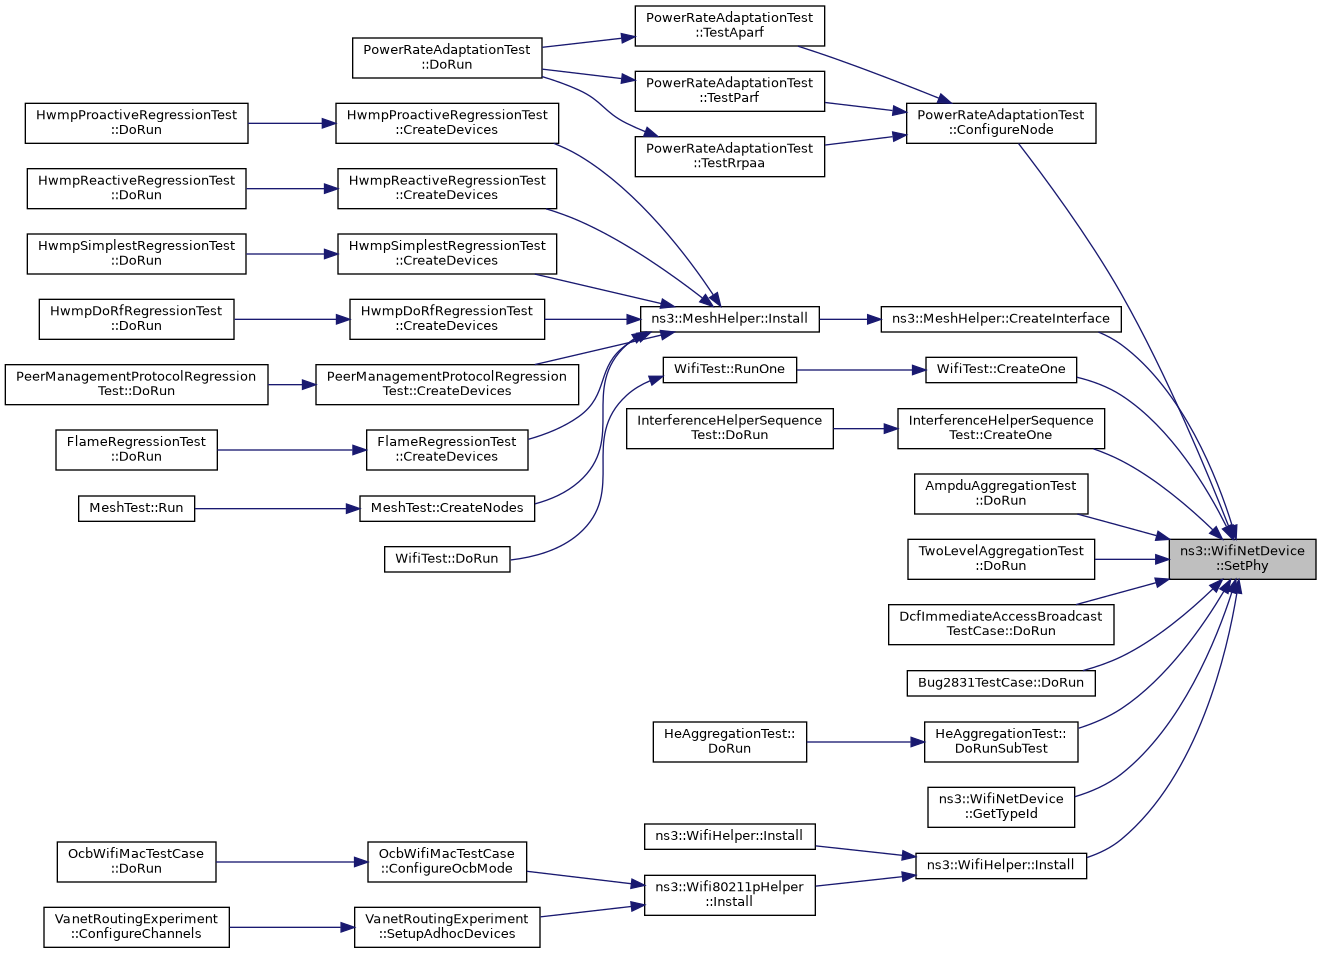 PowerRateAdaptationTest
::TestAparf
PowerRateAdaptationTest
::DoRun
PowerRateAdaptationTest
::TestParf
PowerRateAdaptationTest
::ConfigureNode
HwmpProactiveRegressionTest
::DoRun
HwmpProactiveRegressionTest
::CreateDevices
PowerRateAdaptationTest
::TestRrpaa
HwmpReactiveRegressionTest
::DoRun
HwmpReactiveRegressionTest
::CreateDevices
HwmpSimplestRegressionTest
::DoRun
HwmpSimplestRegressionTest
::CreateDevices
HwmpDoRfRegressionTest
::DoRun
HwmpDoRfRegressionTest
::CreateDevices
ns3::MeshHelper::Install
ns3::MeshHelper::CreateInterface
PeerManagementProtocolRegression
Test::DoRun
PeerManagementProtocolRegression
Test::CreateDevices
WifiTest::RunOne
WifiTest::CreateOne
InterferenceHelperSequence
Test::DoRun
InterferenceHelperSequence
Test::CreateOne
FlameRegressionTest
::DoRun
FlameRegressionTest
::CreateDevices
AmpduAggregationTest
::DoRun
MeshTest::Run
MeshTest::CreateNodes
WifiTest::DoRun
TwoLevelAggregationTest
::DoRun
ns3::WifiNetDevice
::SetPhy
DcfImmediateAccessBroadcast
TestCase::DoRun
Bug2831TestCase::DoRun
HeAggregationTest::
DoRun
HeAggregationTest::
DoRunSubTest
ns3::WifiNetDevice
::GetTypeId
ns3::WifiHelper::Install
OcbWifiMacTestCase
::DoRun
OcbWifiMacTestCase
::ConfigureOcbMode
ns3::WifiHelper::Install
ns3::Wifi80211pHelper
::Install
VanetRoutingExperiment
::ConfigureChannels
VanetRoutingExperiment
::SetupAdhocDevices